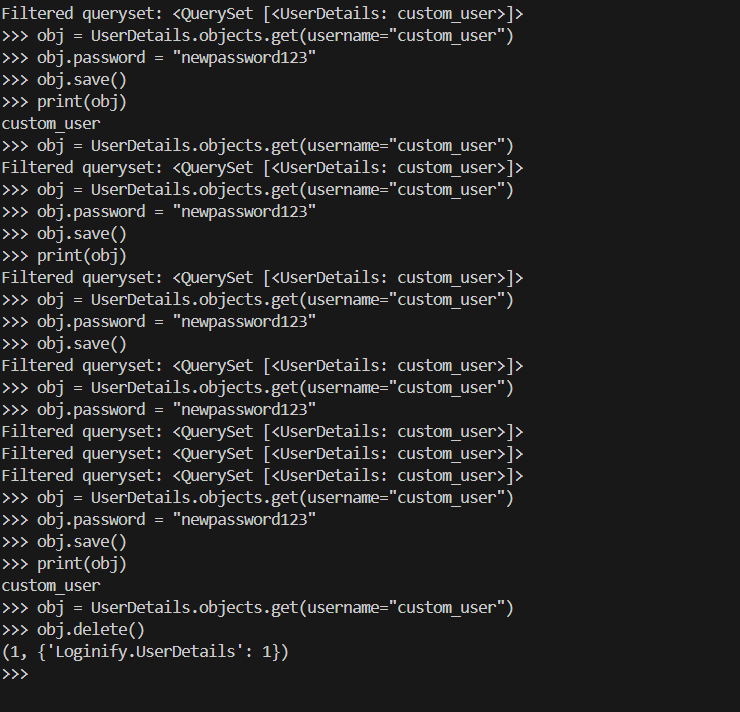 Filtered queryset: <QuerySet [<UserDetails: custom_user>]>
>>> obj = UserDetails.objects.get(username="custom_user")
>>> obj.password = "newpassword123"
>>> obj.save()
>>> print(obj)
custom_user
>>> obj = UserDetails.objects.get(username="custom_user")
Filtered queryset: <QuerySet [<UserDetails: custom_user>]>
>>> obj = UserDetails.objects.get(username="custom_user")
>>> obj.password = "newpassword123"
>>> obj.save()
>>> print(obj)
Filtered queryset: <QuerySet [<UserDetails: custom_user>]>
>>> obj = UserDetails.objects.get(username="custom_user")
>>> obj.password = "newpassword123"
>>> obj.save()
Filtered queryset: <QuerySet [<UserDetails: custom_user>]>
>>> obj = UserDetails.objects.get(username="custom_user")
>>> obj.password = "newpassword123"
Filtered queryset: <QuerySet [<UserDetails: custom_user>]>
Filtered queryset: <QuerySet [<UserDetails: custom_user>]>
Filtered queryset: <QuerySet [<UserDetails: custom_user>]>
>>> obj = UserDetails.objects.get(username="custom_user")
>>> obj.password = "newpassword123"
>>> obj.save()
>>> print(obj)
custom_user
>>> obj = UserDetails.objects.get(username="custom_user")
>>> obj.delete()
(1, {'Loginify.UserDetails': 1})
>>>